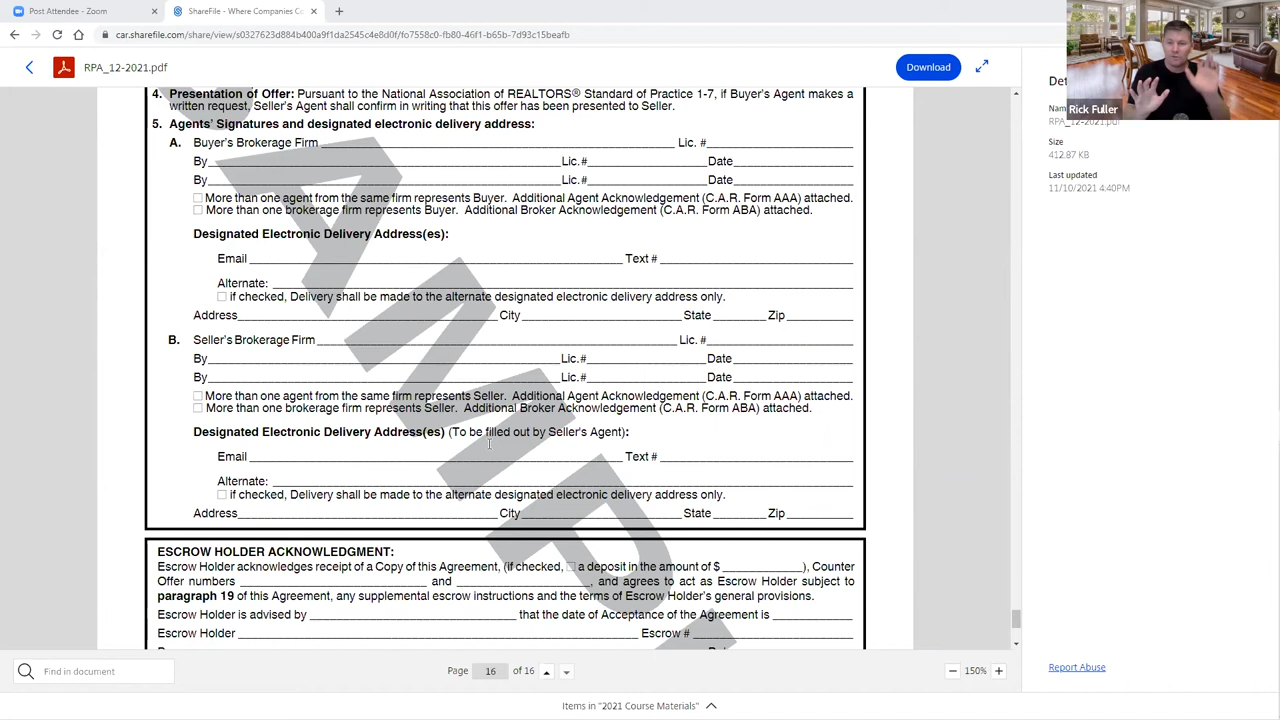 Post Attendee - Zoom
ShareFile - Where Companies Co
car.sharefile.com/share/view/s0327623d884b400a9f1da2545c4e8d0f/fo7558c0-fb80-46f1-b65b-7d93c15beafb
RPA_12-2021.pdf
Download
4. Presentation of Offer: Pursuant to the National Association of REALTORS® Standard of Practice 1-7, if Buyer's Agent makes a
written request, Seller's Agent shall confirm in writing that this offer has been presented to Seller.
5. Agents' Signatures and designated electronic delivery address:
A. Buyer's Brokerage Firm Lic. #
By Lic.# Date
By Lic.# Date
More than one agent from the same firm represents Buyer. Additional Agent Acknowledgement (C.A.R. Form AAA) attached.
More than one brokerage firm represents Buyer. Additional Broker Acknowledgement (C.A.R. Form ABA) attached.
Designated Electronic Delivery Address(es):
Email Text #
Alternate:
if checked, Delivery shall be made to the alternate designated electronic delivery address only.
Address City State Zip
B. Seller's Brokerage Firm Lic. #
By Lic.# Date
By Lic.# Date
More than one agent from the same firm represents Seller. Additional Agent Acknowledgement (C.A.R. Form AAA) attached.
More than one brokerage firm represents Seller. Additional Broker Acknowledgement (C.A.R. Form ABA) attached.
Designated Electronic Delivery Address(es) (To be filled out by Seller's Agent):
Email Text #
Alternate:
if checked, Delivery shall be made to the alternate designated electronic delivery address only.
Address City State Zip
ESCROW HOLDER ACKNOWLEDGMENT:
Escrow Holder acknowledges receipt of a Copy of this Agreement, (if checked, a deposit in the amount of $ ), Counter
Offer numbers and , and agrees to act as Escrow Holder subject to
paragraph 19 of this Agreement, any supplemental escrow instructions and the terms of Escrow Holder's general provisions.
Escrow Holder is advised by that the date of Acceptance of the Agreement is
Escrow Holder Escrow #
Rick Fuller
RPA_12-2021.pdf
Size
412.87 KB
Last updated
11/10/2021 4:40PM
Report Abuse
Find in document
Page 16 of 16
150%
Items in "2021 Course Materials"